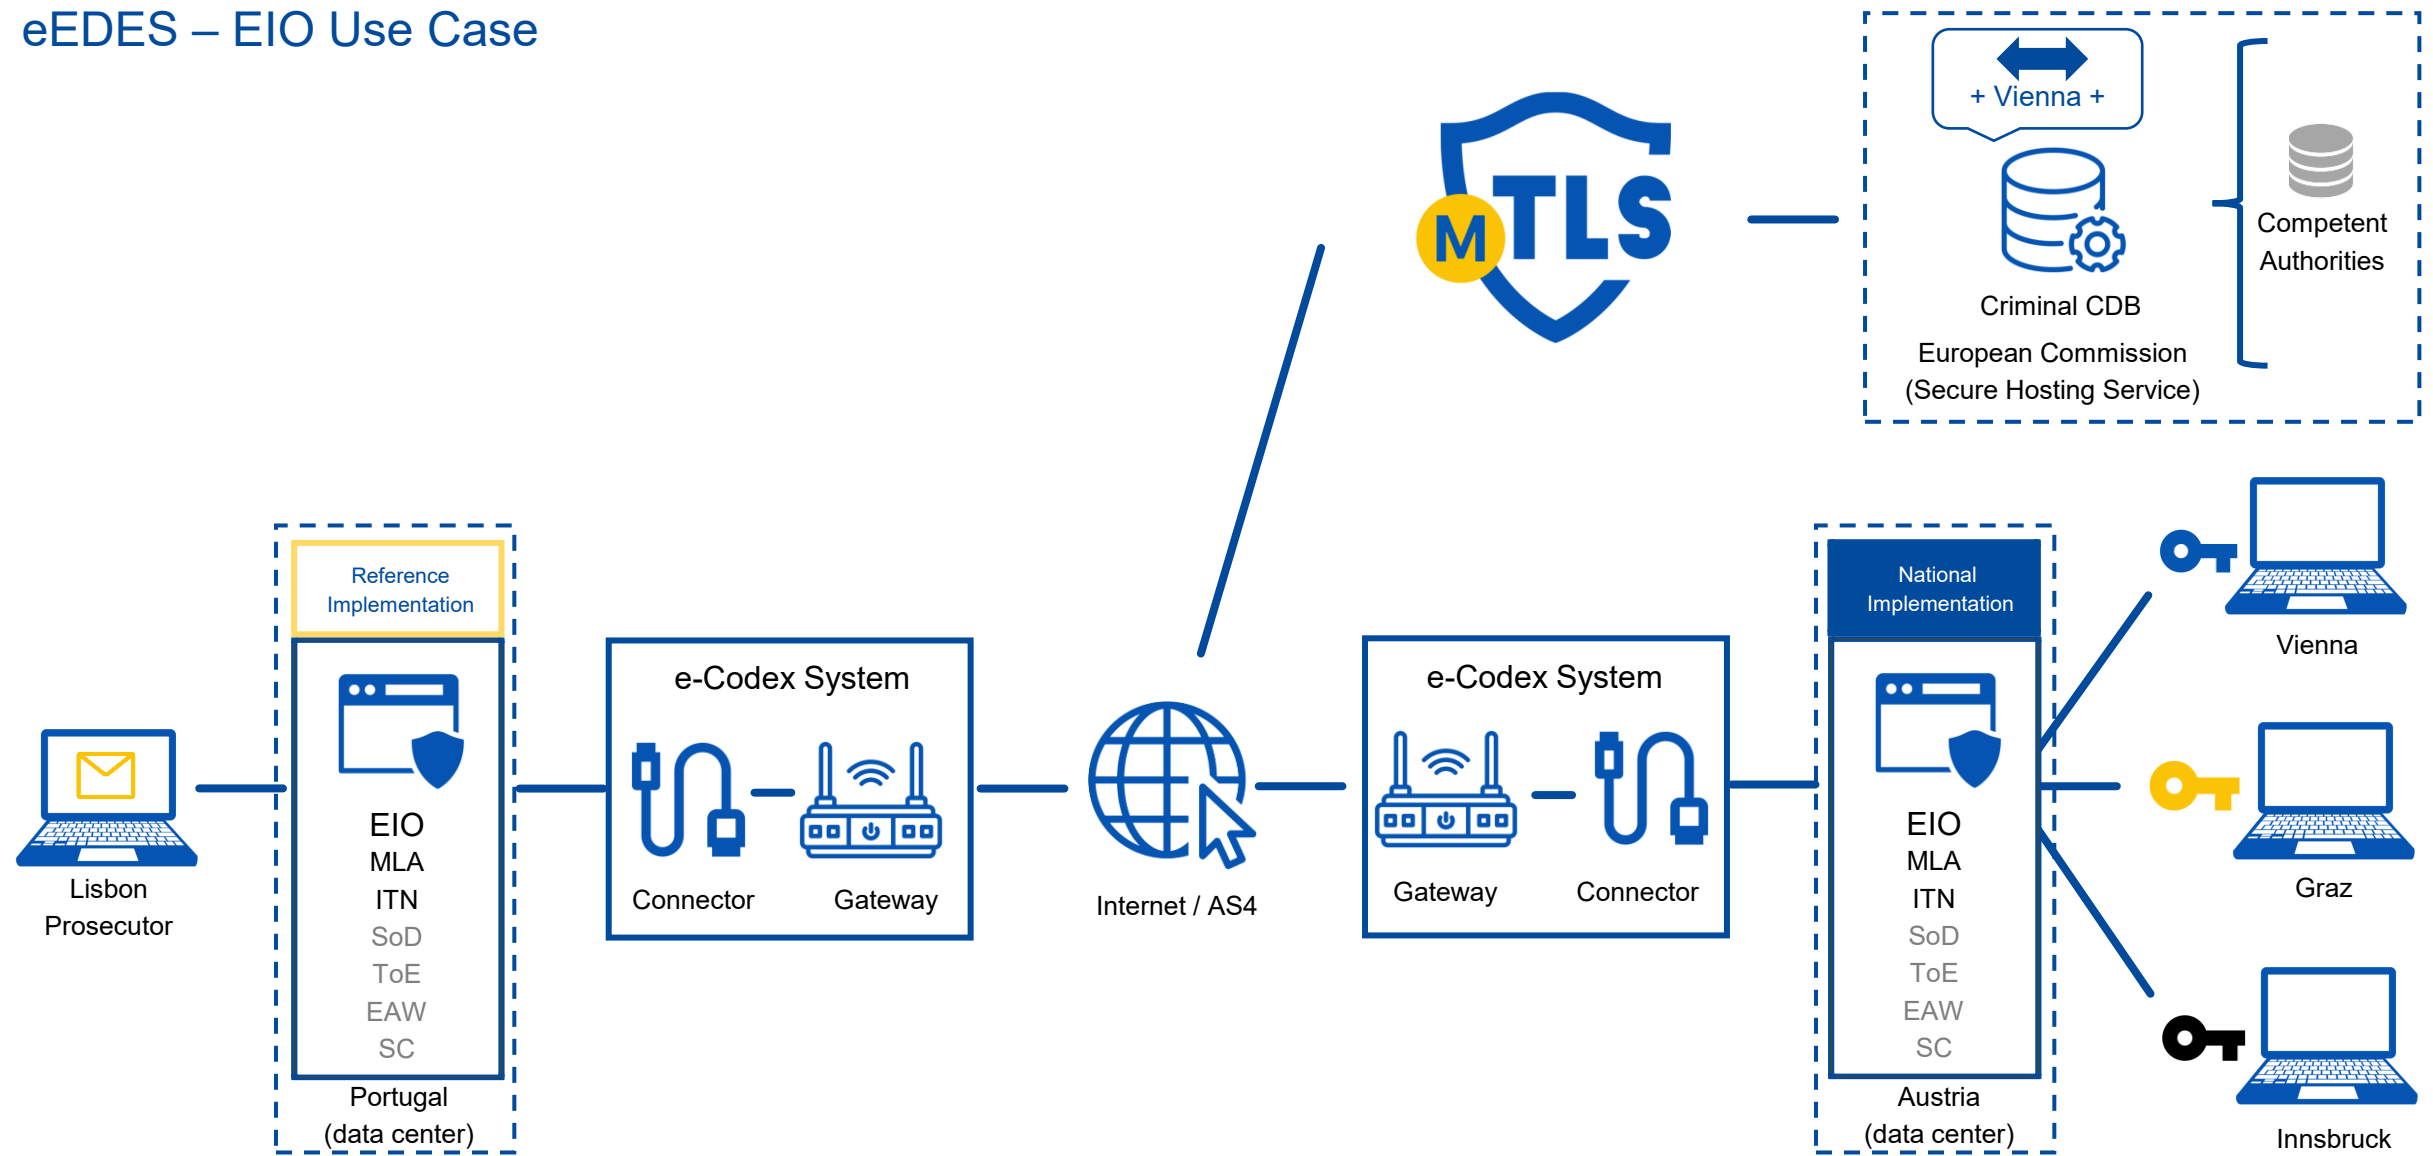 eEDES – EIO Use Case
+ Vienna +
M
TLS
Competent
Authorities
Criminal CDB
European Commission
(Secure Hosting Service)
Lisbon
Prosecutor
Reference
Implementation
EIO
MLA
ITN
SoD
ToE
EAW
SC
Portugal
(data center)
e-Codex System
Connector
Gateway
Internet / AS4
e-Codex System
Gateway
Connector
National
Implementation
EIO
MLA
ITN
SoD
ToE
EAW
SC
Austria
(data center)
Vienna
Graz
Innsbruck